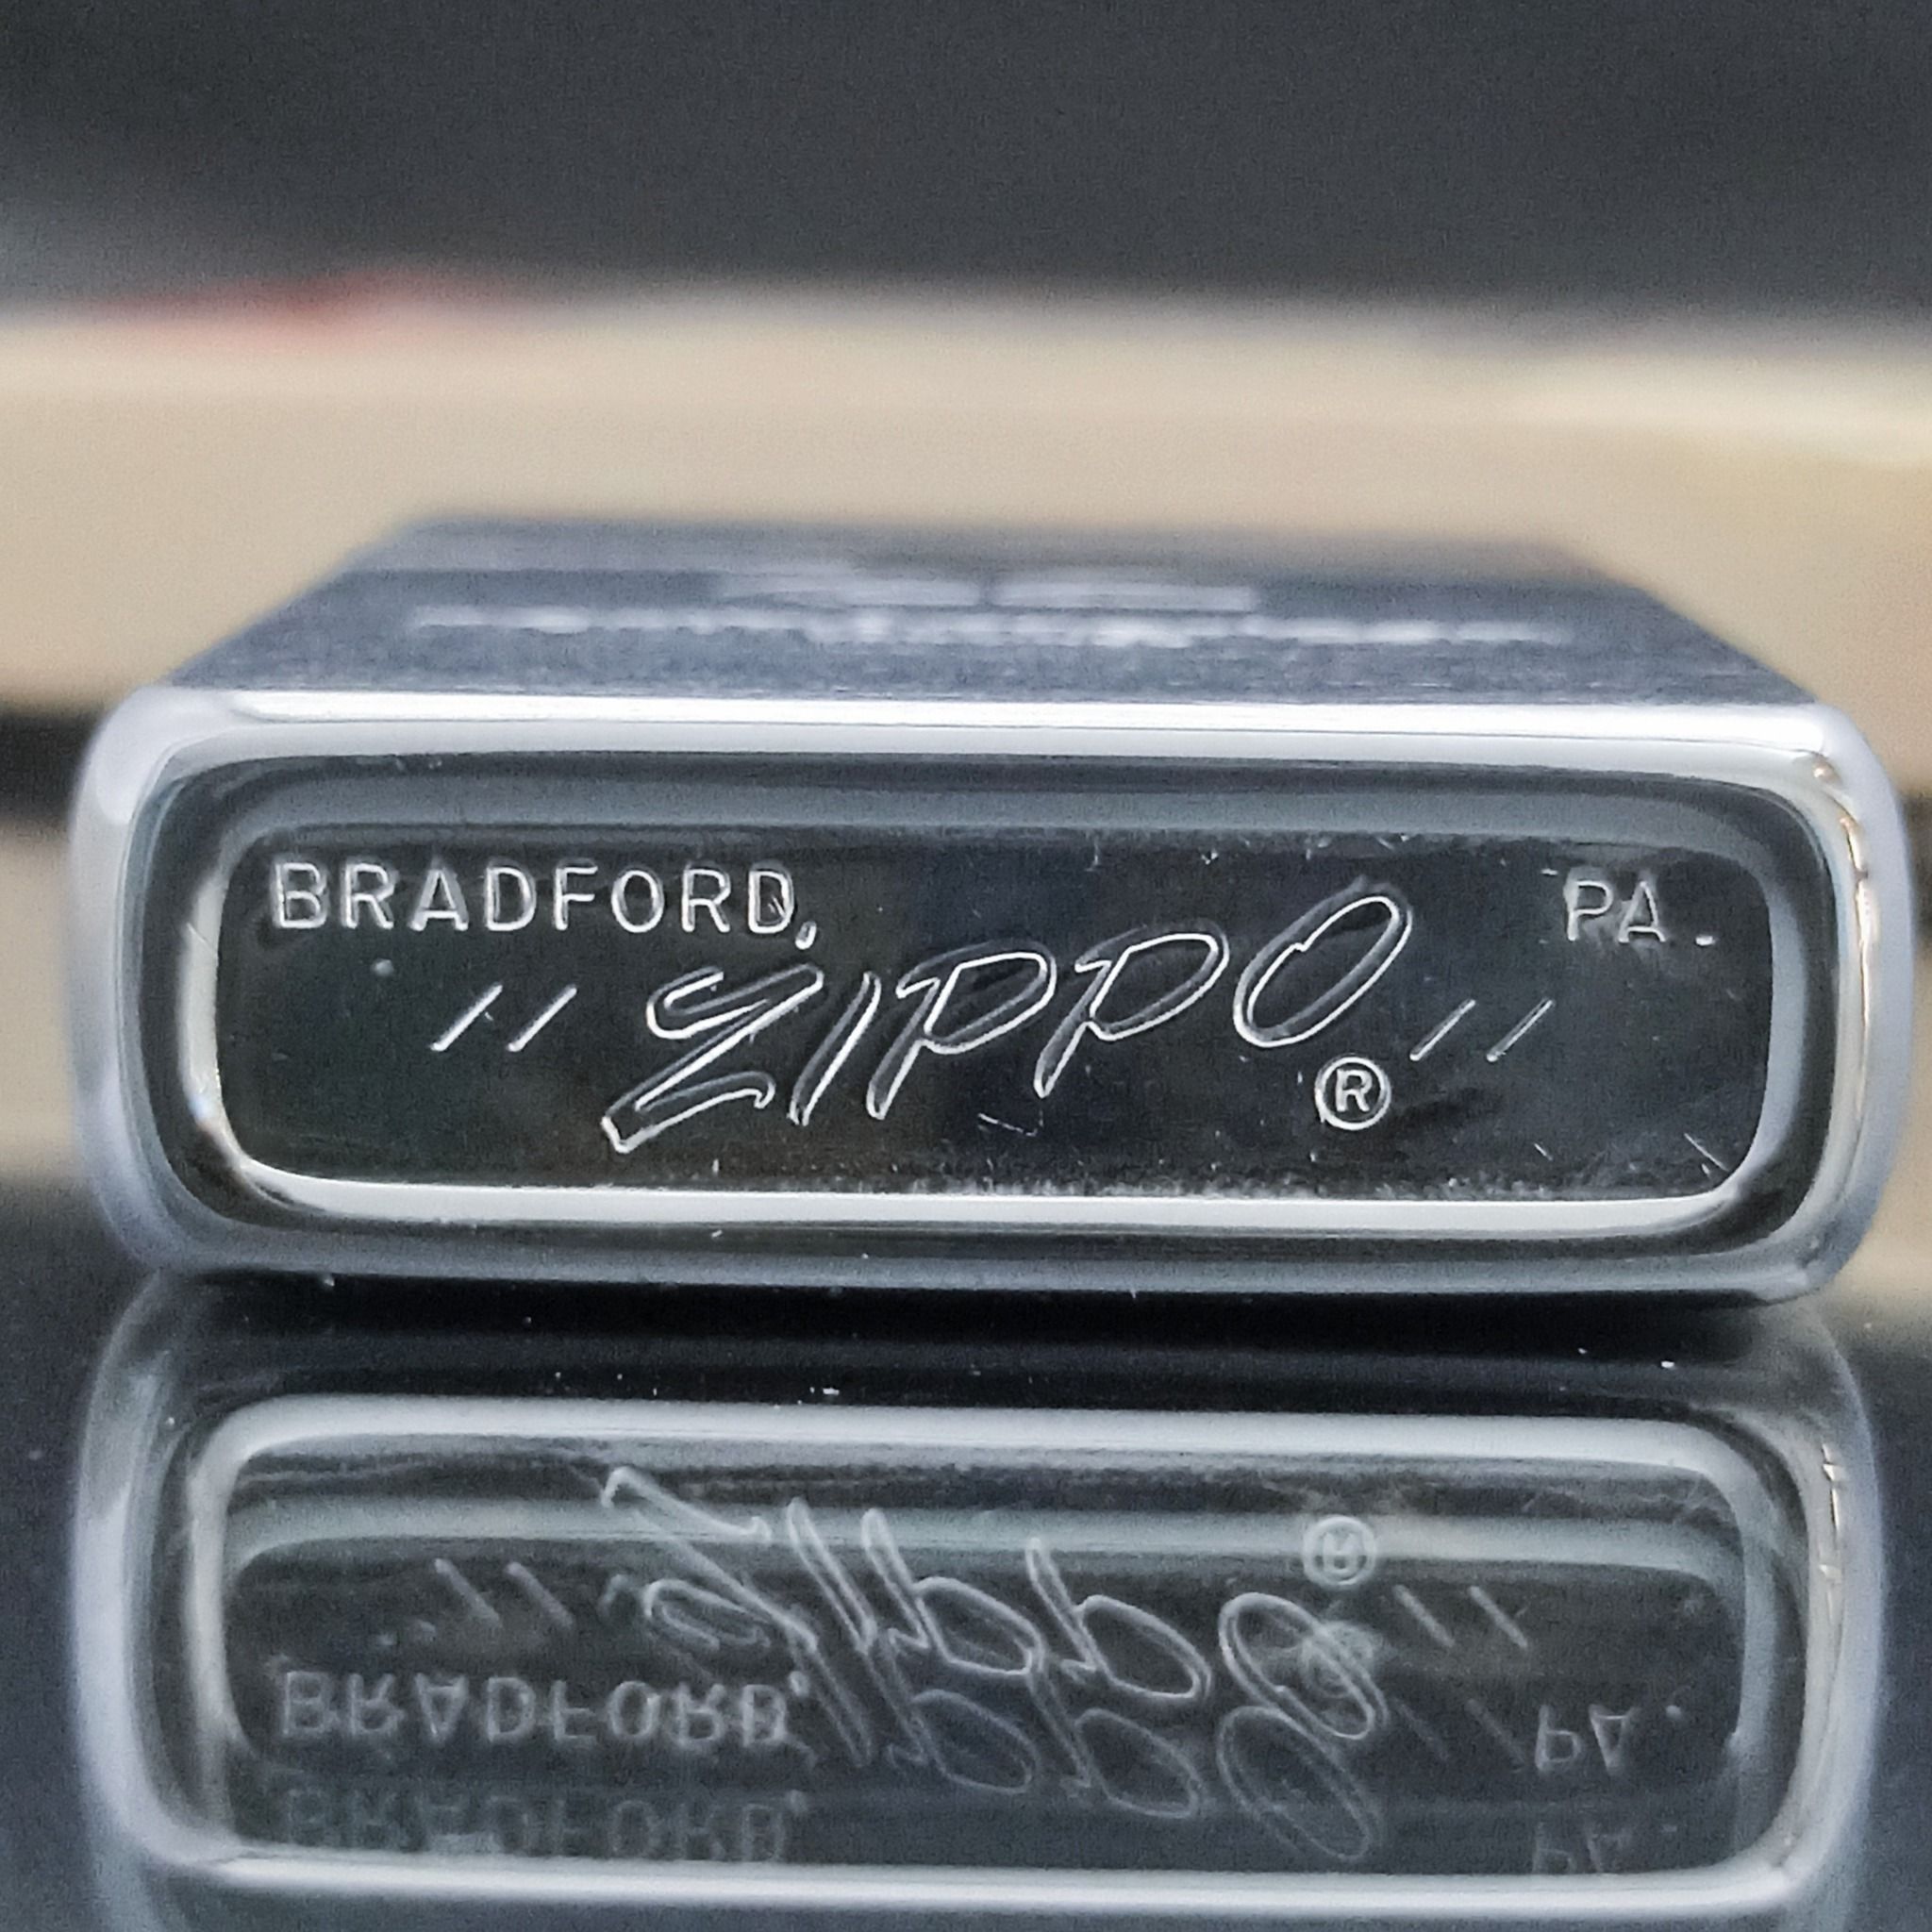 BRADFORD, PA.
// ZIPPO ® //